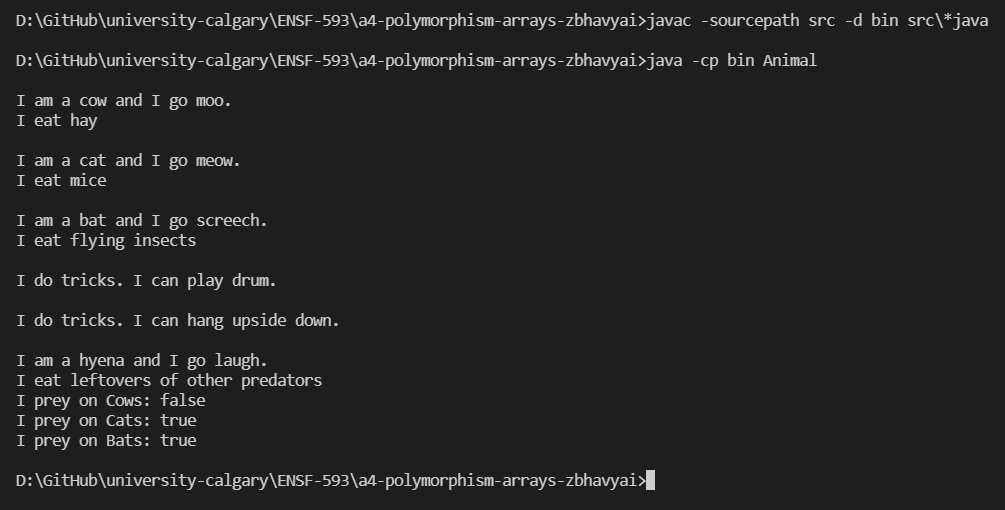 D:\GitHub\university-calgary\ENSF-593\a4-polymorphism-arrays-zbhavyai>javac -sourcepath src -d bin src\*java
D:\GitHub\university-calgary\ENSF-593\a4-polymorphism-arrays-zbhavyai>java -cp bin Animal
I am a cow and I go moo.
I eat hay
I am a cat and I go meow.
I eat mice
I am a bat and I go screech.
I eat flying insects
I do tricks. I can play drum.
I do tricks. I can hang upside down.
I am a hyena and I go laugh.
I eat leftovers of other predators
I prey on Cows: false
I prey on Cats: true
I prey on Bats: true
D:\GitHub\university-calgary\ENSF-593\a4-polymorphism-arrays-zbhavyai>